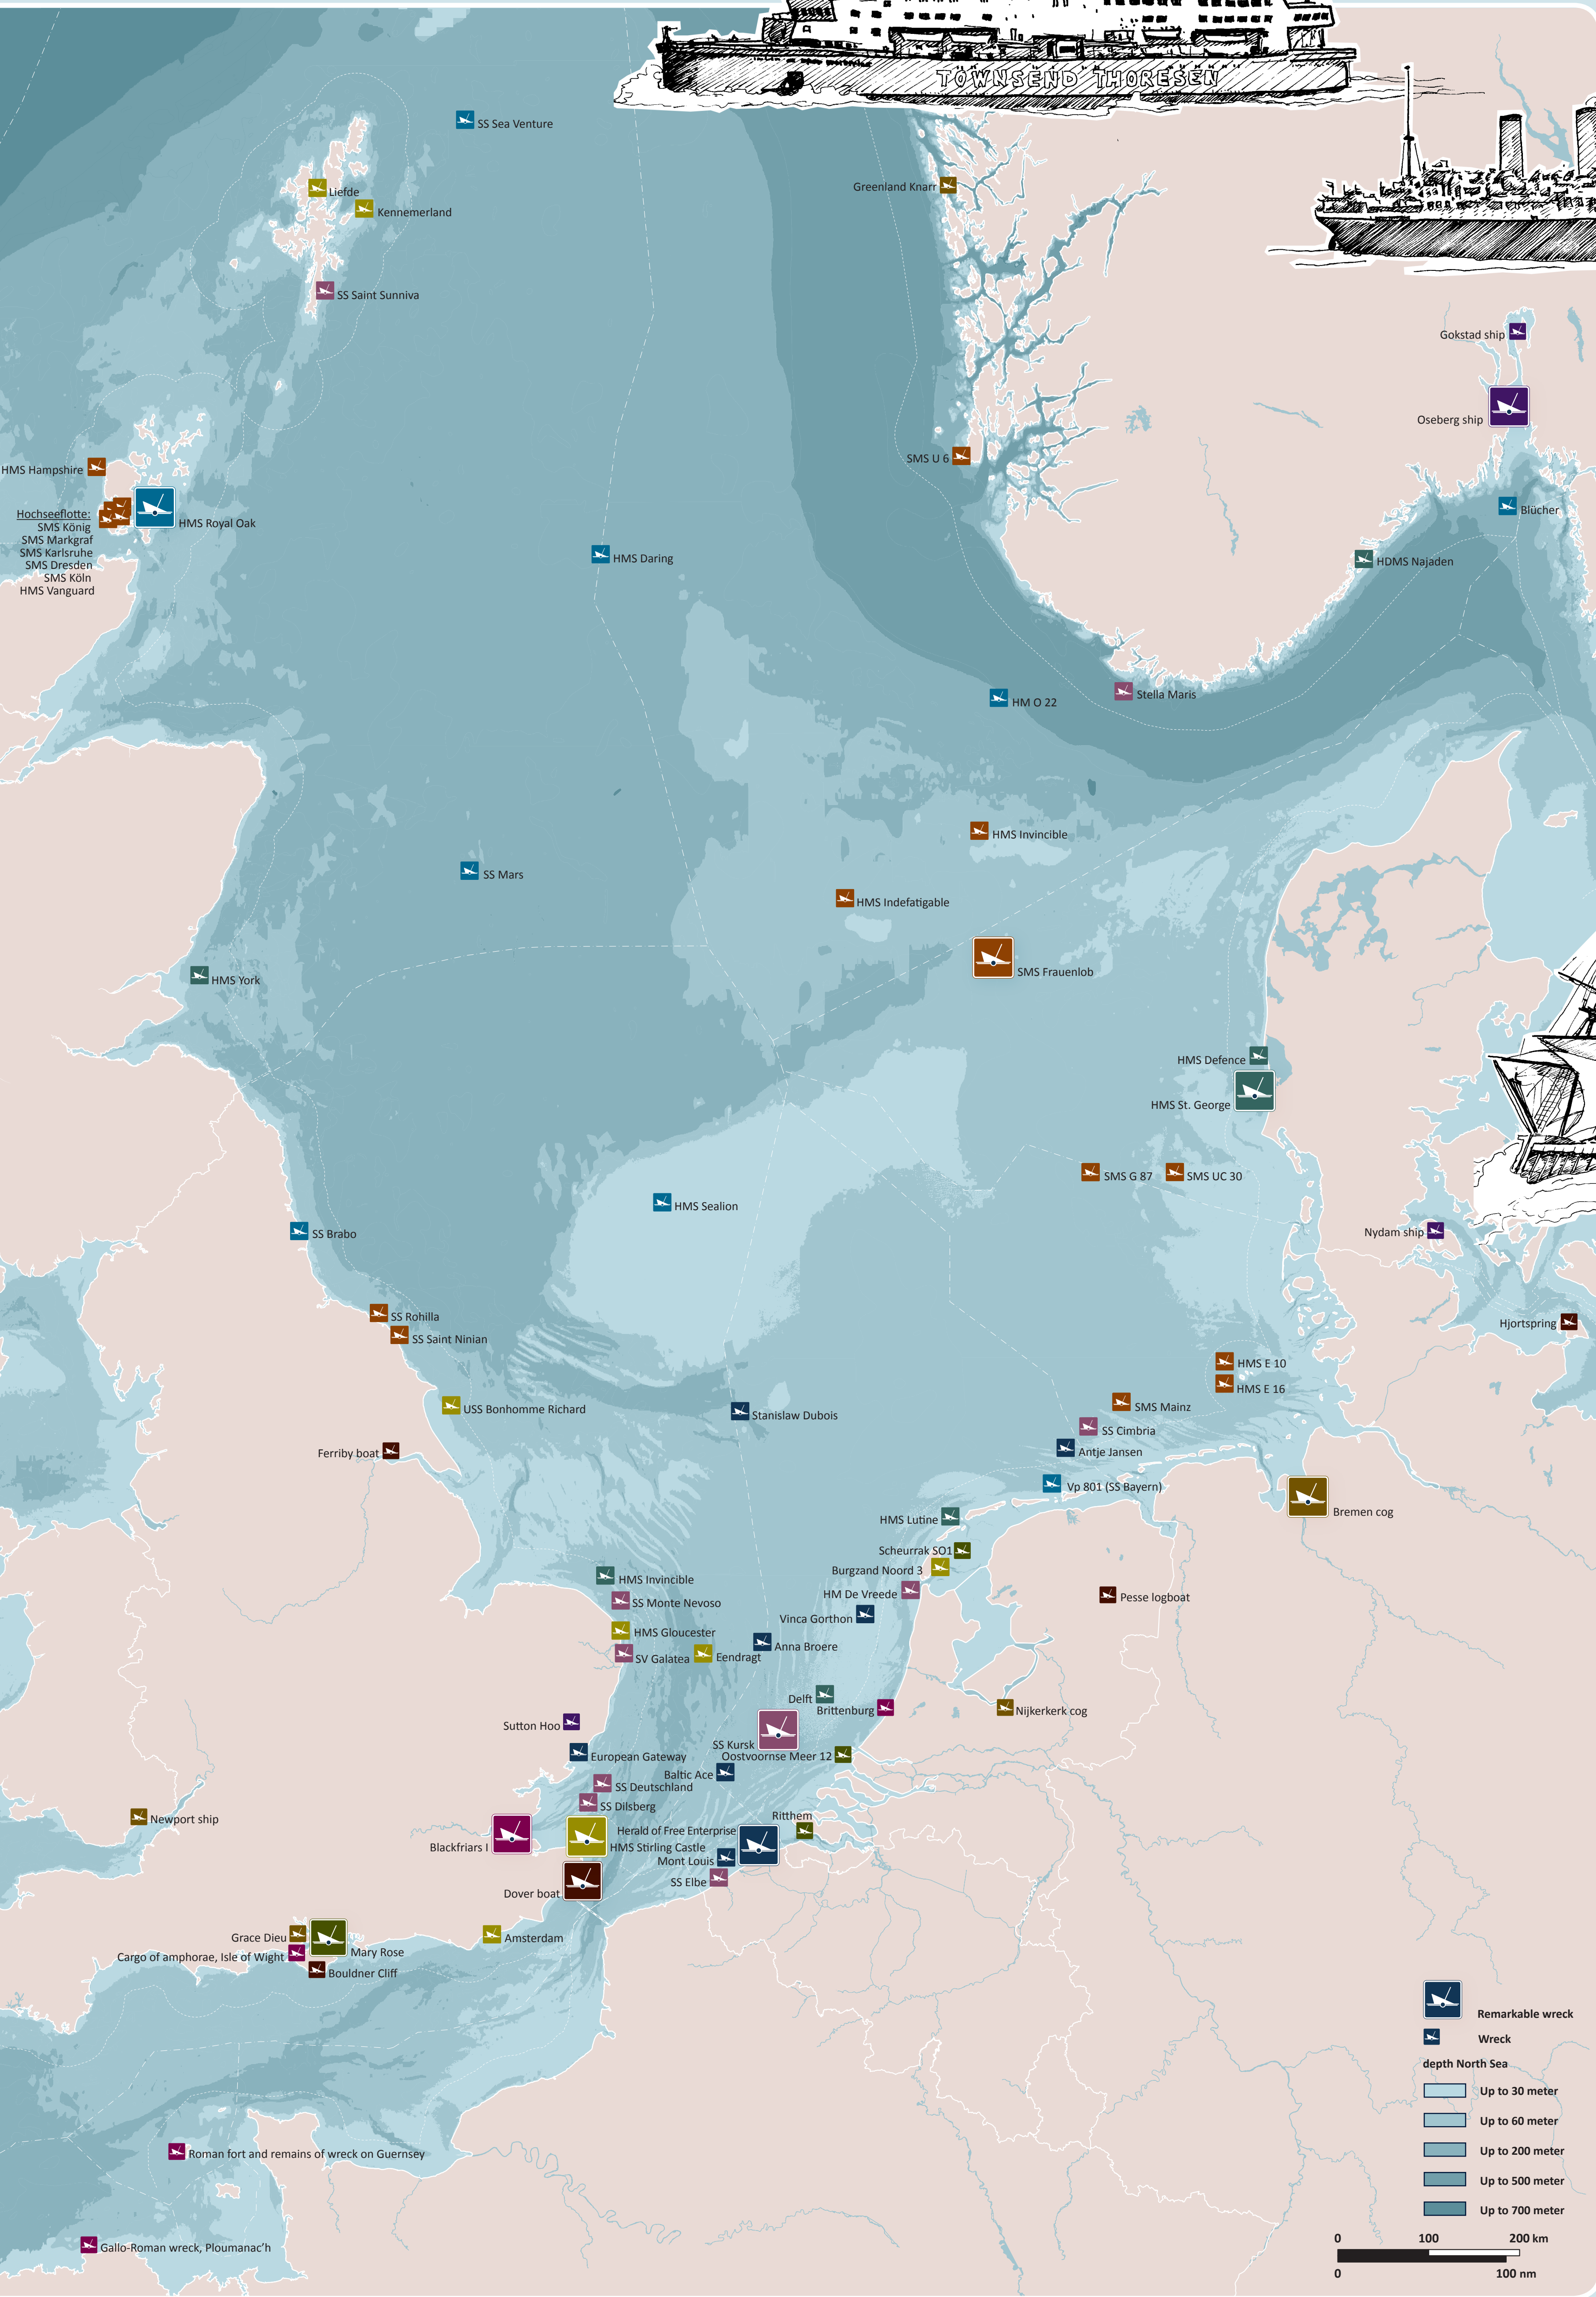 TOWNSEND THORESEN
SS Sea Venture
Greenland Knarr
Liefde
Kennemerland
SS Saint Sunniva
Gokstad ship
Oseberg ship
SMS U 6
HMS Hampshire
Hochseeflotte:
SMS König
SMS Markgraf
SMS Karlsruhe
SMS Dresden
SMS Köln
HMS Vanguard
HMS Royal Oak
Blücher
HMS Daring
HDMS Najaden
Stella Maris
HM O 22
HMS Invincible
SS Mars
HMS Indefatigable
SMS Frauenlob
HMS York
HMS Defence
HMS St. George
SMS G 87
SMS UC 30
HMS Sealion
Nydam ship
SS Brabo
SS Rohilla
Hjortspring
SS Saint Ninian
HMS E 10
HMS E 16
USS Bonhomme Richard
Stanislaw Dubois
SMS Mainz
SS Cimbria
Ferriby boat
Antje Jansen
Vp 801 (SS Bayern)
Bremen cog
HMS Lutine
Scheurrak SO1
Burgzand Noord 3
HMS Invincible
HM De Vreede
Pesse logboat
SS Monte Nevoso
Vinca Gorthon
HMS Gloucester
Anna Broere
SV Galatea
Eendragt
Delft
Brittenburg
Nijkerkerk cog
Sutton Hoo
SS Kursk
European Gateway
Oostvoornse Meer 12
Baltic Ace
SS Deutschland
SS Dilsberg
Ritthem
Newport ship
Herald of Free Enterprise
Blackfriars I
HMS Stirling Castle
Mont Louis
SS Elbe
Dover boat
Grace Dieu
Amsterdam
Mary Rose
Cargo of amphorae, Isle of Wight
Bouldner Cliff
Roman fort and remains of wreck on Guernsey
Gallo-Roman wreck, Ploumanac’h
Remarkable wreck
Wreck
depth North Sea
Up to 30 meter
Up to 60 meter
Up to 200 meter
Up to 500 meter
Up to 700 meter
0 100 200 km
0 100 nm